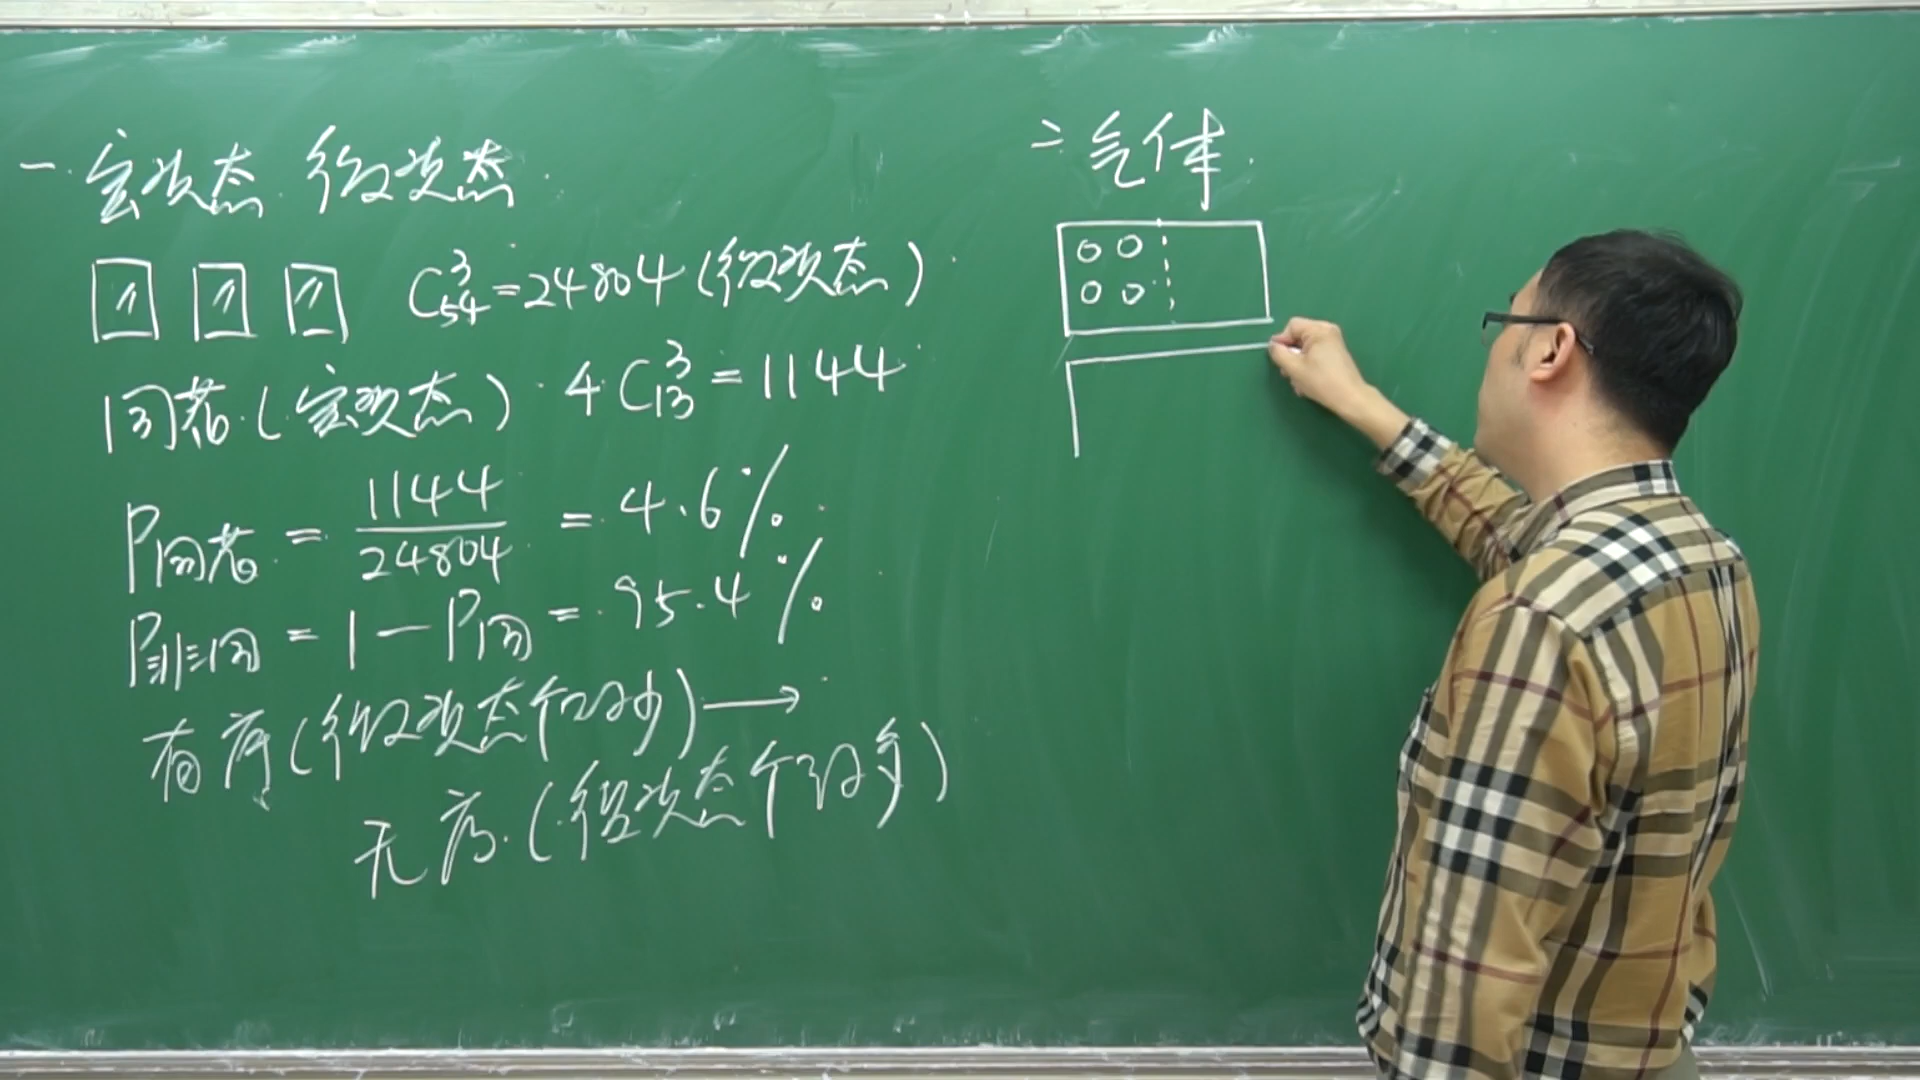 一.宏观态.微观态.
C³₅₄=24804(微观态)
同花.(宏观态).4C³₁₃=1144
P同花.=1144/24804=4.6%.
P非同=1-P同=95.4%
有序(微观态个数少)→
无序.(微观态个数多)
二气体.